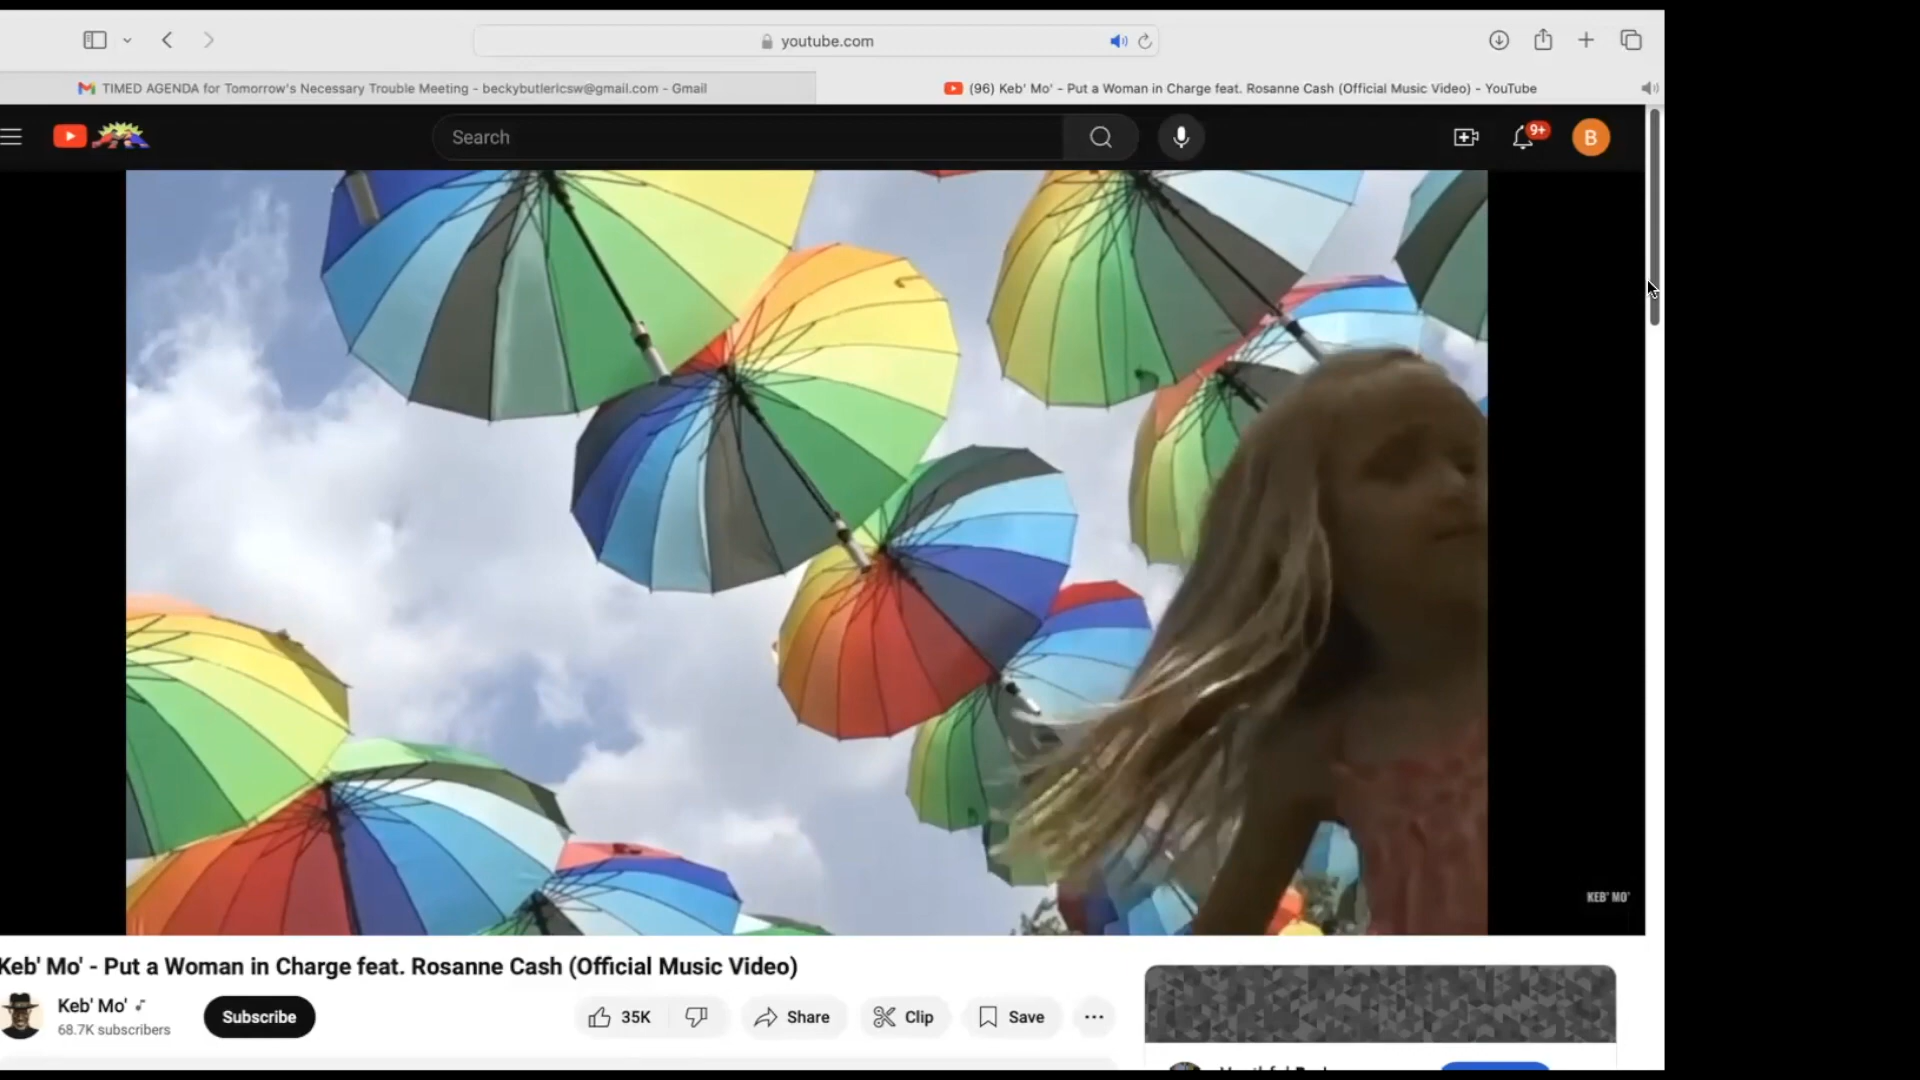 youtube.com
TIMED AGENDA for Tomorrow's Necessary Trouble Meeting - beckybutlerlcsw@gmail.com - Gmail
(96) Keb' Mo' - Put a Woman in Charge feat. Rosanne Cash (Official Music Video) - YouTube
Search
9+
B
KEB' MO'
Keb' Mo' - Put a Woman in Charge feat. Rosanne Cash (Official Music Video)
Keb' Mo'
68.7K subscribers
Subscribe
35K
Share
Clip
Save